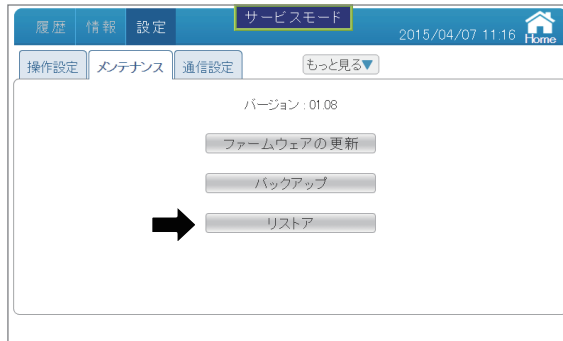 サービスモード
履歴 情報 設定 2015/04/07 11:16 Home
操作設定 メンテナンス 通信設定 もっと見る▼
バージョン : 01.08
ファームウェアの更新
バックアップ
リストア